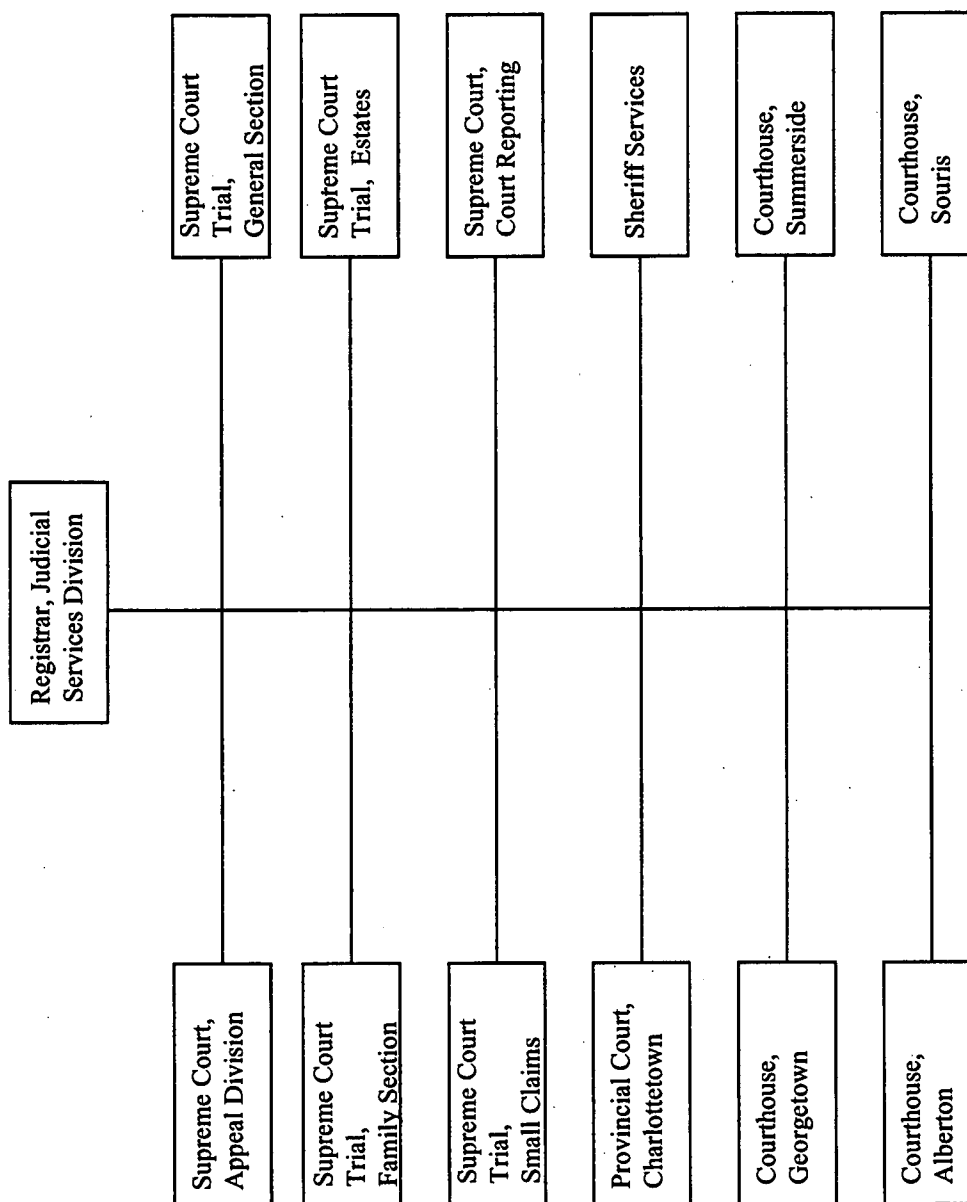 Registrar, Judicial
Services Division
Supreme Court,
Appeal Division
Supreme Court
Trial,
General Section
Supreme Court
Trial,
Family Section
Supreme Court
Trial, Estates
Supreme Court
Trial,
Small Claims
Supreme Court,
Court Reporting
Provincial Court,
Charlottetown
Sheriff Services
Courthouse,
Georgetown
Courthouse,
Summerside
Courthouse,
Alberton
Courthouse,
Souris